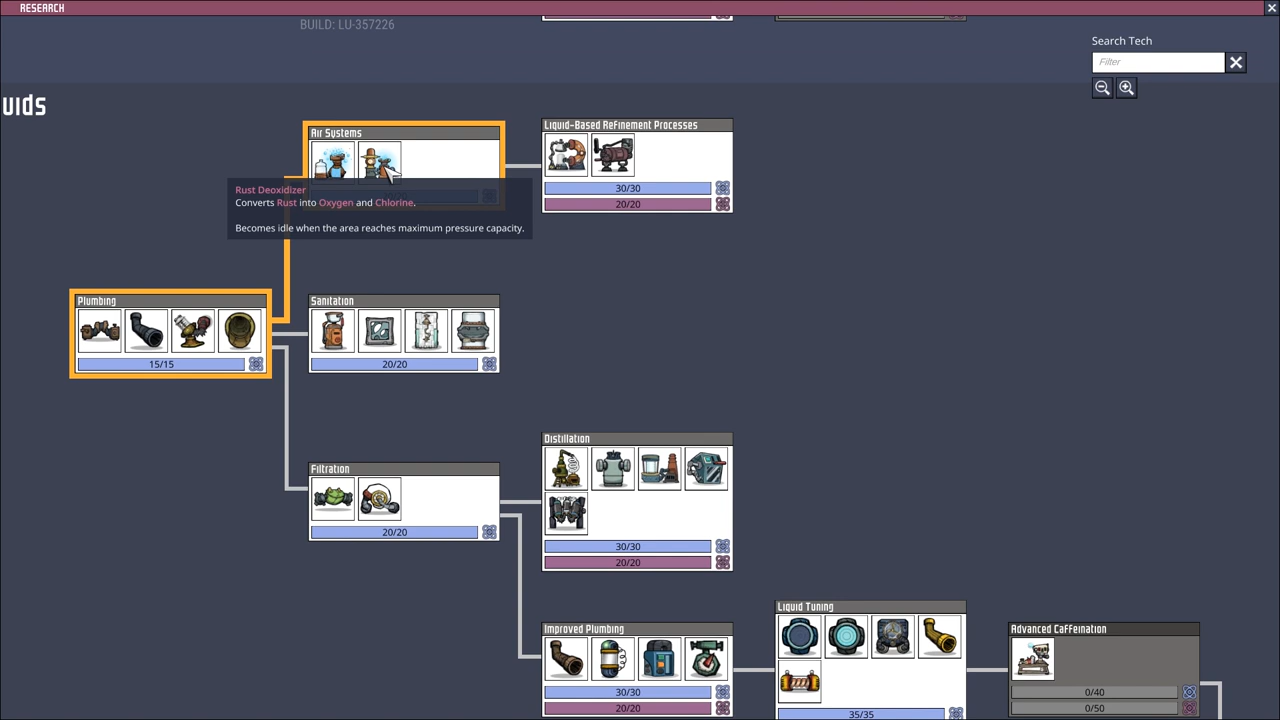 RESEARCH
BUILD: LU-357226
Search Tech
Filter
uids
Air Systems
Liquid-Based Refinement Processes
30/30
20/20
Rust Deoxidizer
Converts Rust into Oxygen and Chlorine.
Becomes idle when the area reaches maximum pressure capacity.
Plumbing
15/15
Sanitation
20/20
Filtration
20/20
Distillation
30/30
20/20
Improved Plumbing
30/30
20/20
Liquid Tuning
35/35
Advanced Caffeination
0/40
0/50